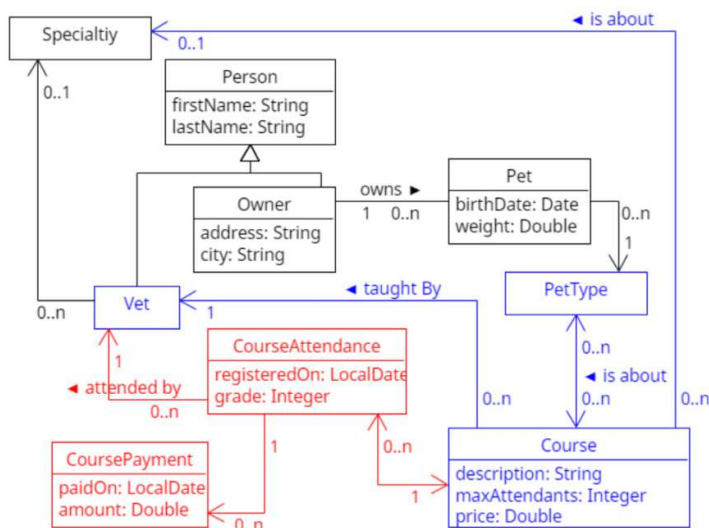 Specialtiy
◄ is about
0..1
0..1
Person
firstName: String
lastName: String
owns ►
1
0..n
Pet
birthDate: Date
weight: Double
Owner
address: String
city: String
0..n
1
0..n
Vet
1
◄ taught By
PetType
1
CourseAttendance
registeredOn: LocalDate
grade: Integer
0..n
◄ is about
◄ attended by
0..n
0..n
0..n
0..n
CoursePayment
paidOn: LocalDate
amount: Double
1
0..n
0..n
1
Course
description: String
maxAttendants: Integer
price: Double